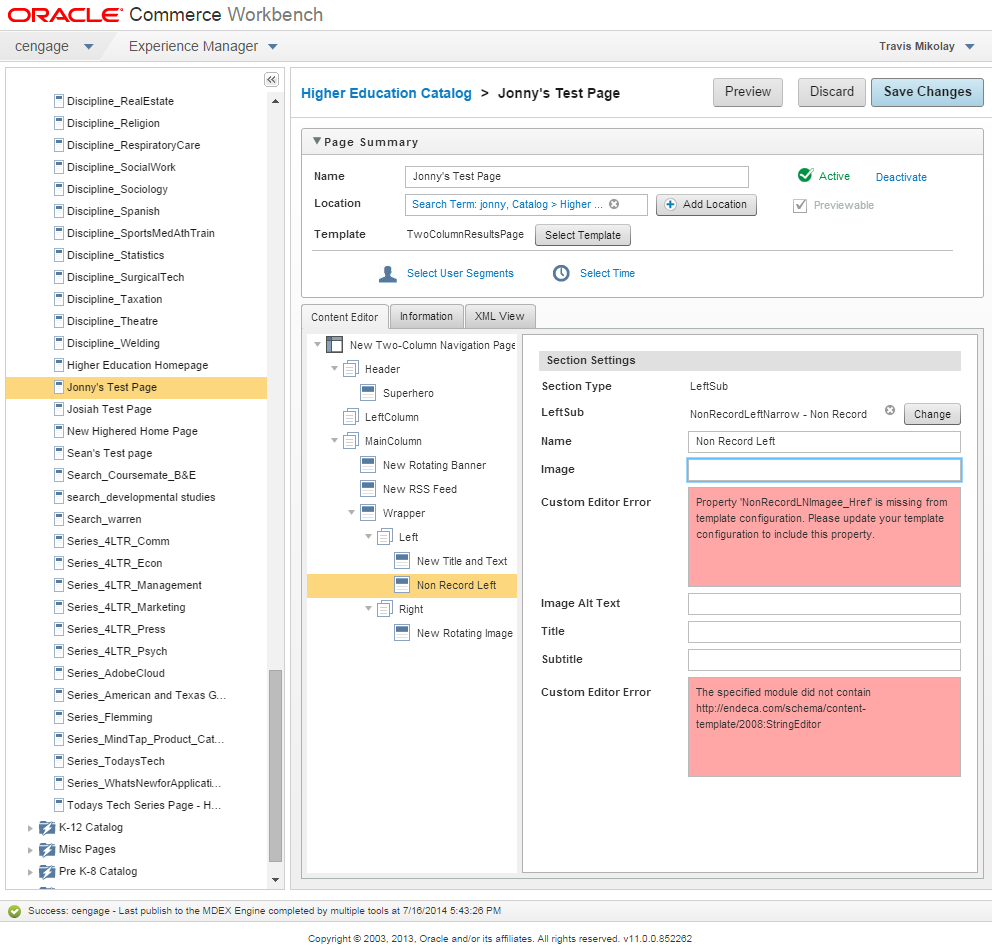 ORACLE Commerce Workbench
cengage Experience Manager Travis Mikolay
Discipline_RealEstate
Discipline_Religion
Discipline_RespiratoryCare
Discipline_SocialWork
Discipline_Sociology
Discipline_Spanish
Discipline_SportsMedAthTrain
Discipline_Statistics
Discipline_SurgicalTech
Discipline_Taxation
Discipline_Theatre
Discipline_Welding
Higher Education Homepage
Jonny's Test Page
Josiah Test Page
New Highered Home Page
Sean's Test page
Search_Coursemate_B&E
search_developmental studies
Search_warren
Series_4LTR_Comm
Series_4LTR_Econ
Series_4LTR_Management
Series_4LTR_Marketing
Series_4LTR_Press
Series_4LTR_Psych
Series_AdobeCloud
Series_American and Texas G...
Series_Flemming
Series_MindTap_Product_Cat...
Series_TodaysTech
Series_WhatsNewforApplicati...
Todays Tech Series Page - H...
K-12 Catalog
Misc Pages
Pre K-8 Catalog
Higher Education Catalog > Jonny's Test Page
Preview Discard Save Changes
Page Summary
Name Jonny's Test Page Active Deactivate
Location Search Term: jonny, Catalog > Higher ... Add Location Previewable
Template TwoColumnResultsPage Select Template
Select User Segments Select Time
Content Editor Information XML View
New Two-Column Navigation Page
Header
Superhero
LeftColumn
MainColumn
New Rotating Banner
New RSS Feed
Wrapper
Left
New Title and Text
Non Record Left
Right
New Rotating Image
Section Settings
Section Type LeftSub
LeftSub NonRecordLeftNarrow - Non Record Change
Name Non Record Left
Image
Custom Editor Error Property 'NonRecordLNImagee_Href' is missing from
template configuration. Please update your template
configuration to include this property.
Image Alt Text
Title
Subtitle
Custom Editor Error The specified module did not contain
http://endeca.com/schema/content-
template/2008:StringEditor
Success: cengage - Last publish to the MDEX Engine completed by multiple tools at 7/16/2014 5:43:26 PM
Copyright © 2003, 2013, Oracle and/or its affiliates. All rights reserved. v11.0.0.852262